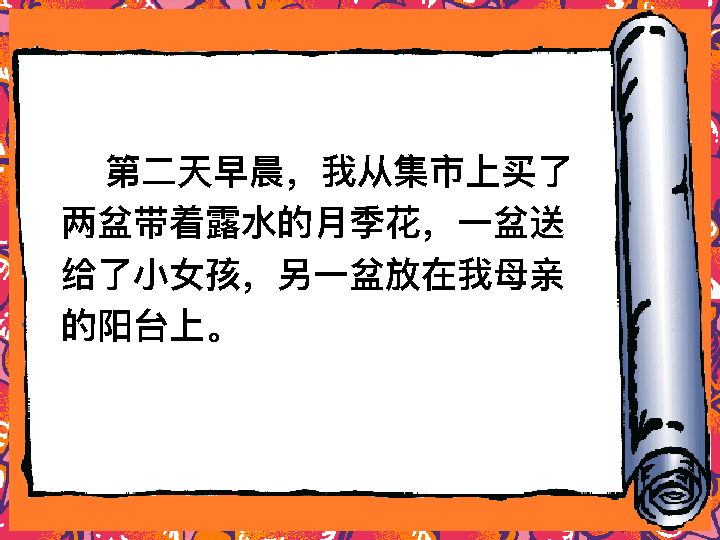 第二天早晨，我从集市上买了
两盆带着露水的月季花，一盆送
给了小女孩，另一盆放在我母亲
的阳台上。